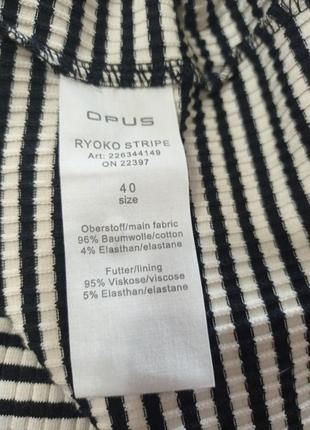 OPUS
RYOKO STRIPE
Art: 226344149
ON 22397
40
size
Oberstoff/main fabric
96% Baumwolle/cotton
4% Elasthan/elastane
Futter/lining
95% Viskose/viscose
5% Elasthan/elastane